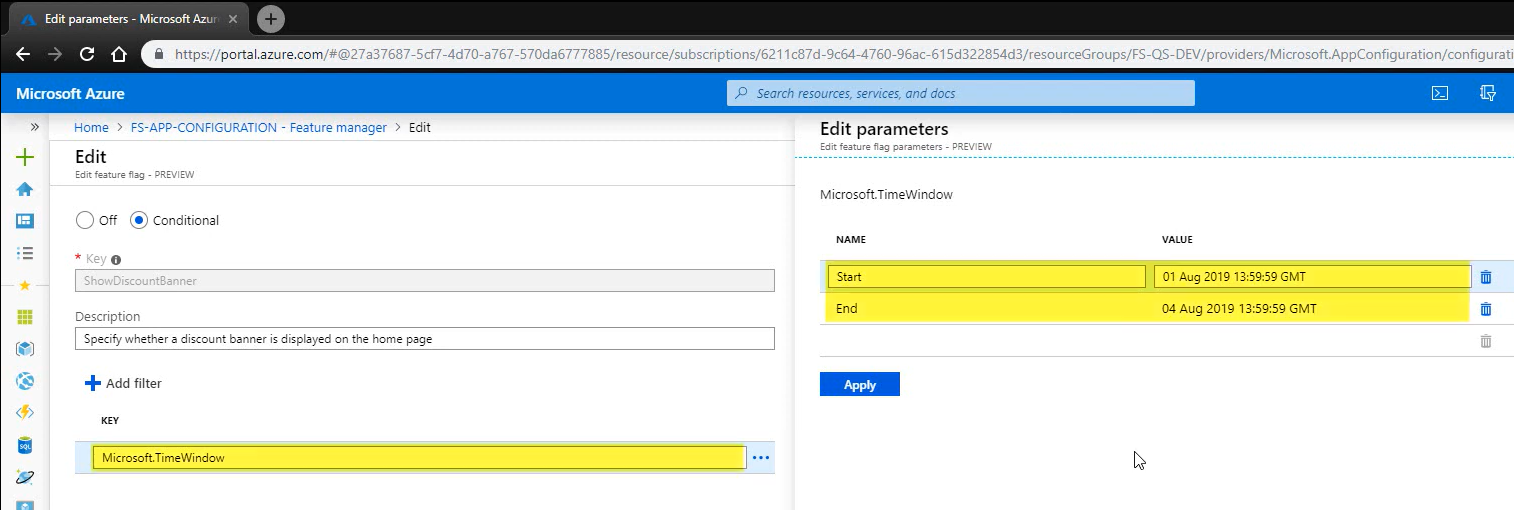 Edit parameters - Microsoft Azur
https://portal.azure.com/#@27a37687-5cf7-4d70-a767-570da6777885/resource/subscriptions/6211c87d-9c64-4760-96ac-615d322854d3/resourceGroups/FS-QS-DEV/providers/Microsoft.AppConfiguration/configurati
Microsoft Azure
Search resources, services, and docs
Home > FS-APP-CONFIGURATION - Feature manager > Edit
Edit
Edit feature flag - PREVIEW
Off Conditional
* Key
ShowDiscountBanner
Description
Specify whether a discount banner is displayed on the home page
Add filter
KEY
Microsoft.TimeWindow
Edit parameters
Edit feature flag parameters - PREVIEW
Microsoft.TimeWindow
NAME VALUE
Start 01 Aug 2019 13:59:59 GMT
End 04 Aug 2019 13:59:59 GMT
Apply
SQL